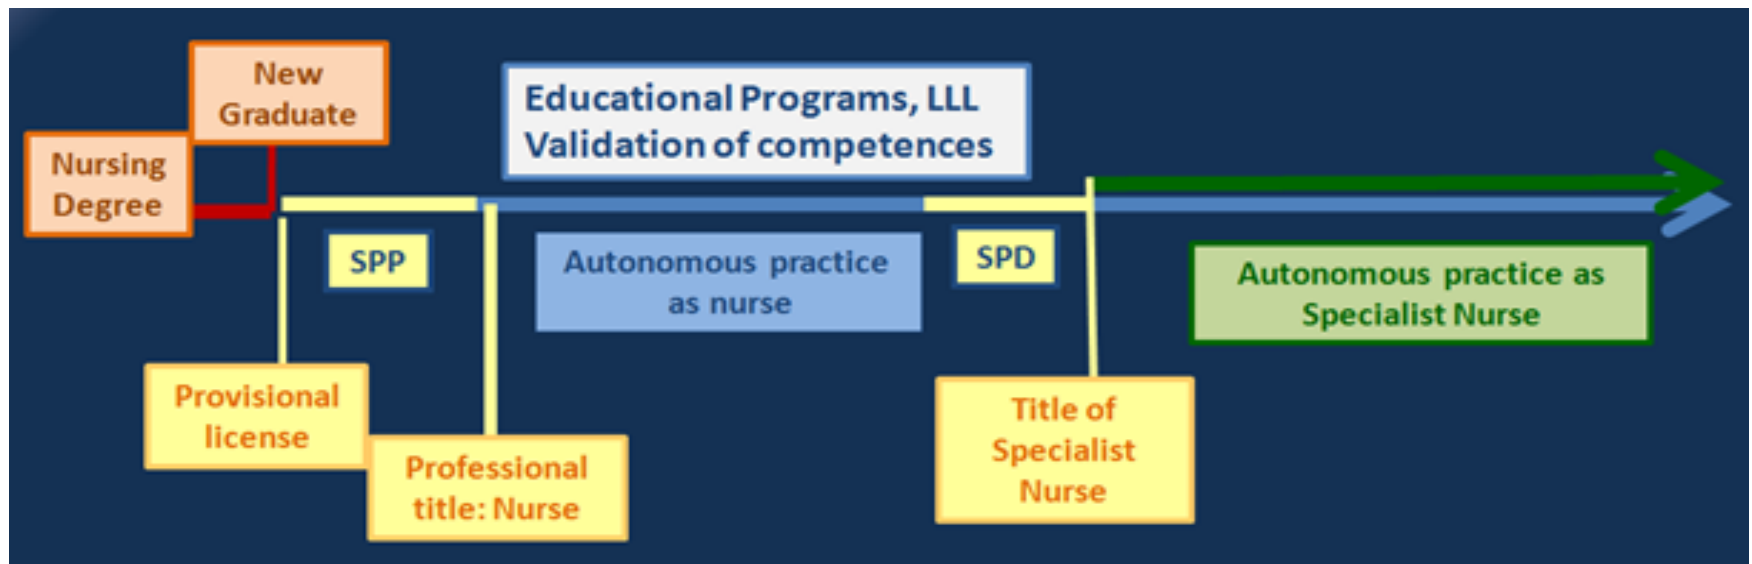 New
Graduate
Nursing
Degree
Educational Programs, LLL
Validation of competences
SPP
Autonomous practice
as nurse
SPD
Autonomous practice as
Specialist Nurse
Provisional
license
Professional
title: Nurse
Title of
Specialist
Nurse